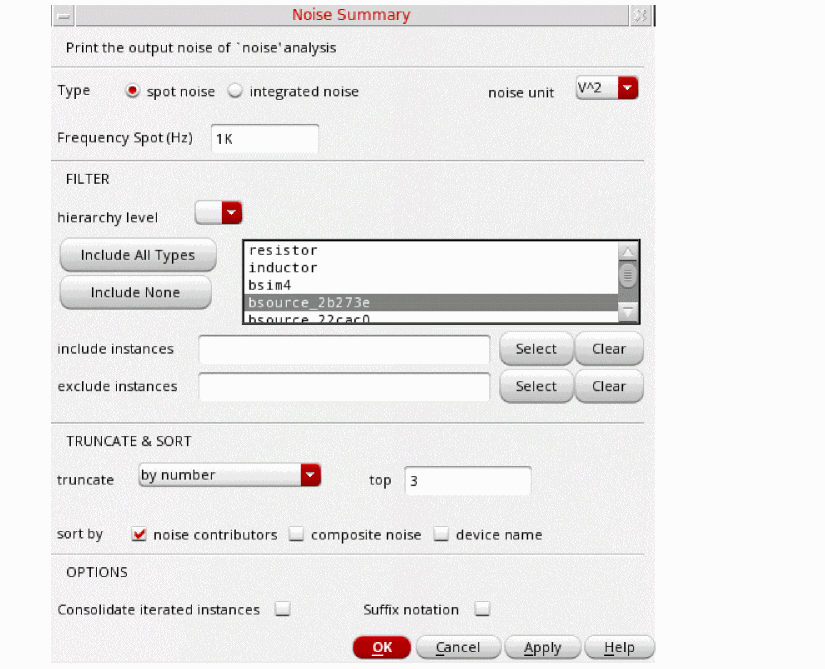 Noise Summary
Print the output noise of `noise' analysis
Type spot noise integrated noise noise unit V^2
Frequency Spot (Hz) 1K
FILTER
hierarchy level
Include All Types
Include None
resistor
inductor
bsim4
bsource_2b273e
bsource_22cac0
include instances Select Clear
exclude instances Select Clear
TRUNCATE & SORT
truncate by number top 3
sort by noise contributors composite noise device name
OPTIONS
Consolidate iterated instances Suffix notation
OK Cancel Apply Help